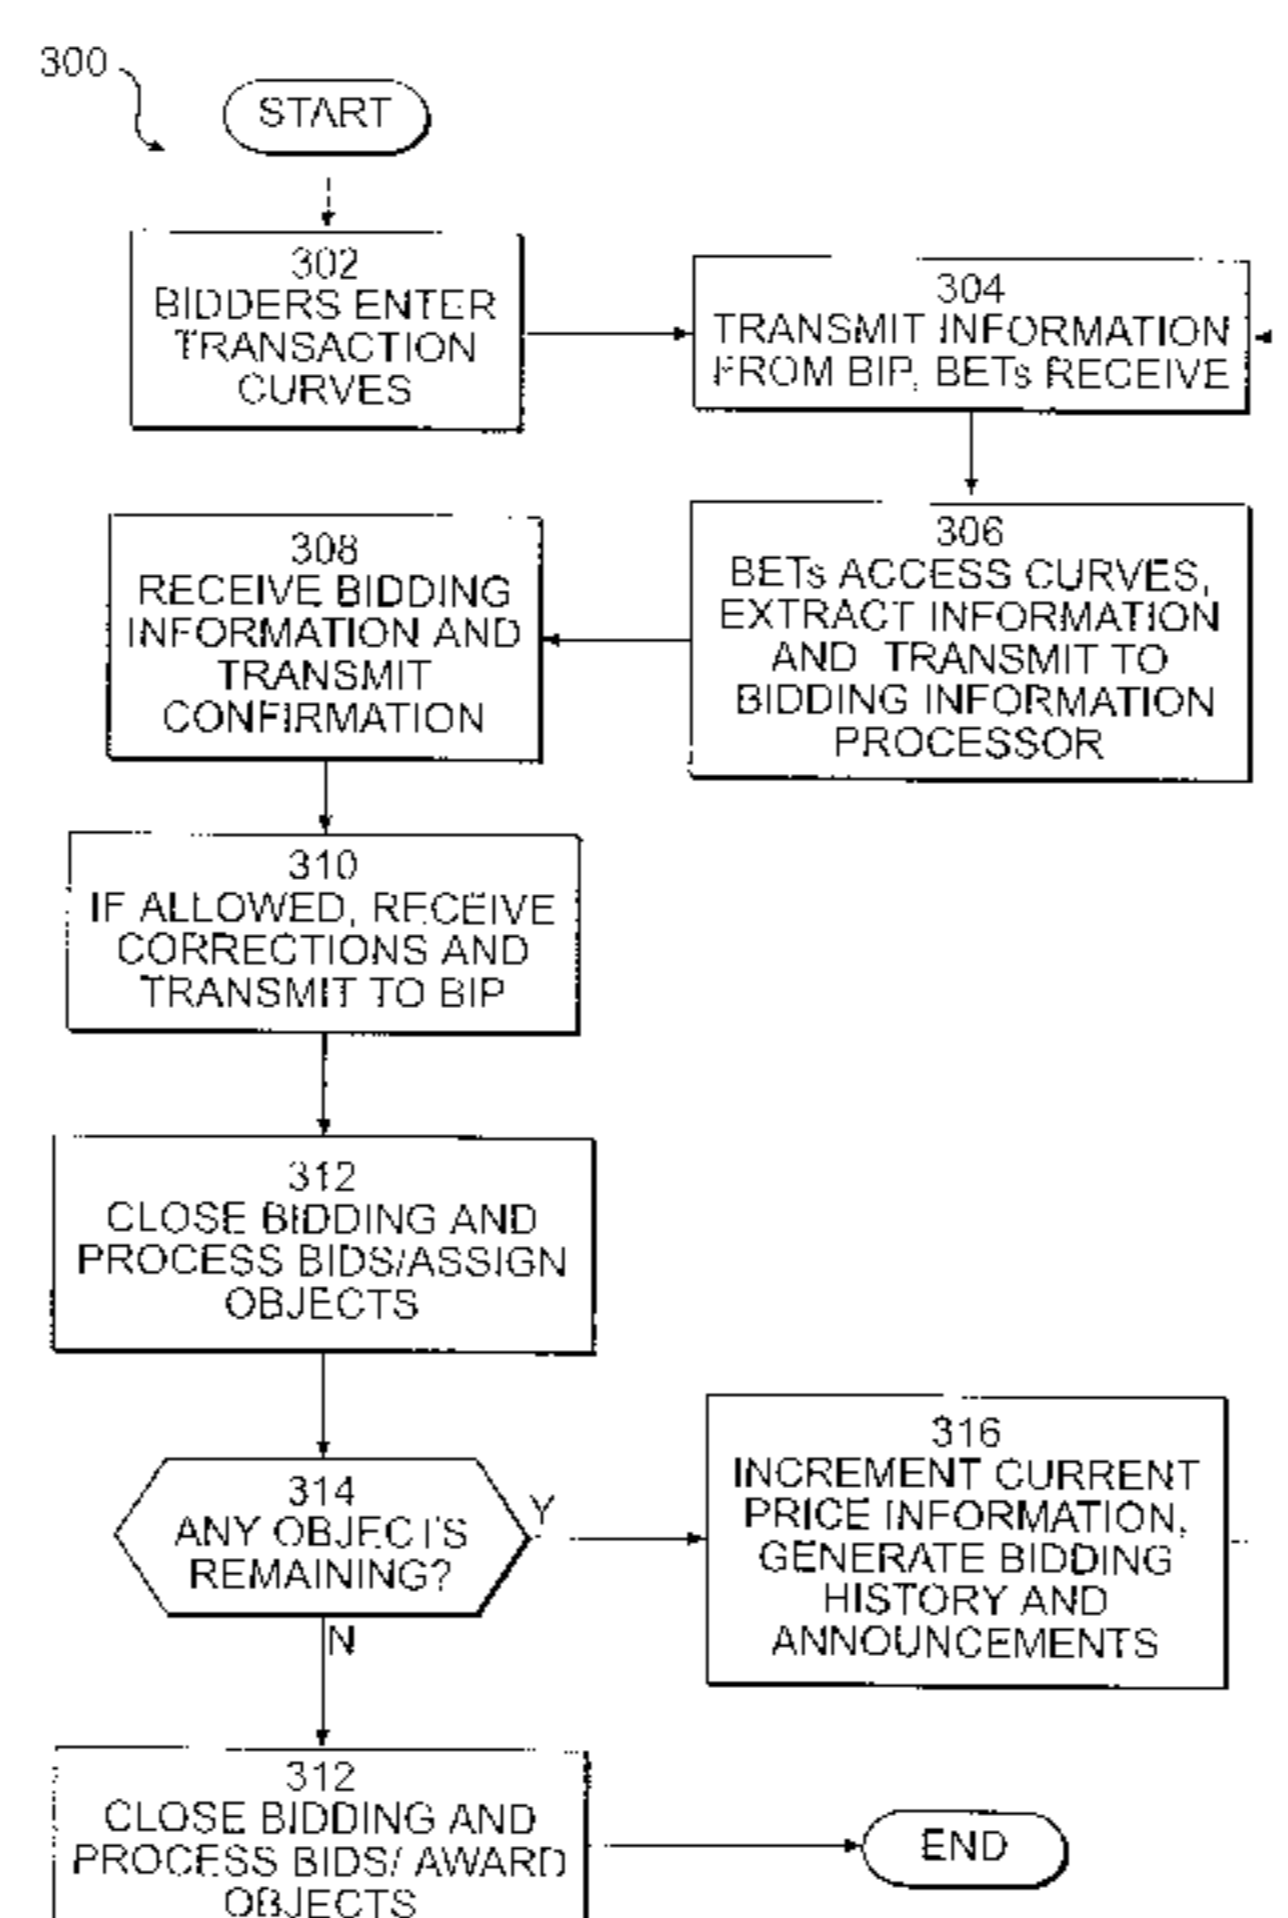 300
START
302
BIDDERS ENTER
TRANSACTION
CURVES
304
TRANSMIT INFORMATION
FROM BIP, BETs RECEIVE
306
BETs ACCESS CURVES,
EXTRACT INFORMATION
AND TRANSMIT TO
BIDDING INFORMATION
PROCESSOR
308
RECEIVE BIDDING
INFORMATION AND
TRANSMIT
CONFIRMATION
310
IF ALLOWED, RECEIVE
CORRECTIONS AND
TRANSMIT TO BIP
312
CLOSE BIDDING AND
PROCESS BIDS/ASSIGN
OBJECTS
314
ANY OBJECTS
REMAINING?
Y
N
316
INCREMENT CURRENT
PRICE INFORMATION,
GENERATE BIDDING
HISTORY AND
ANNOUNCEMENTS
312
CLOSE BIDDING AND
PROCESS BIDS/ AWARD
OBJECTS
END